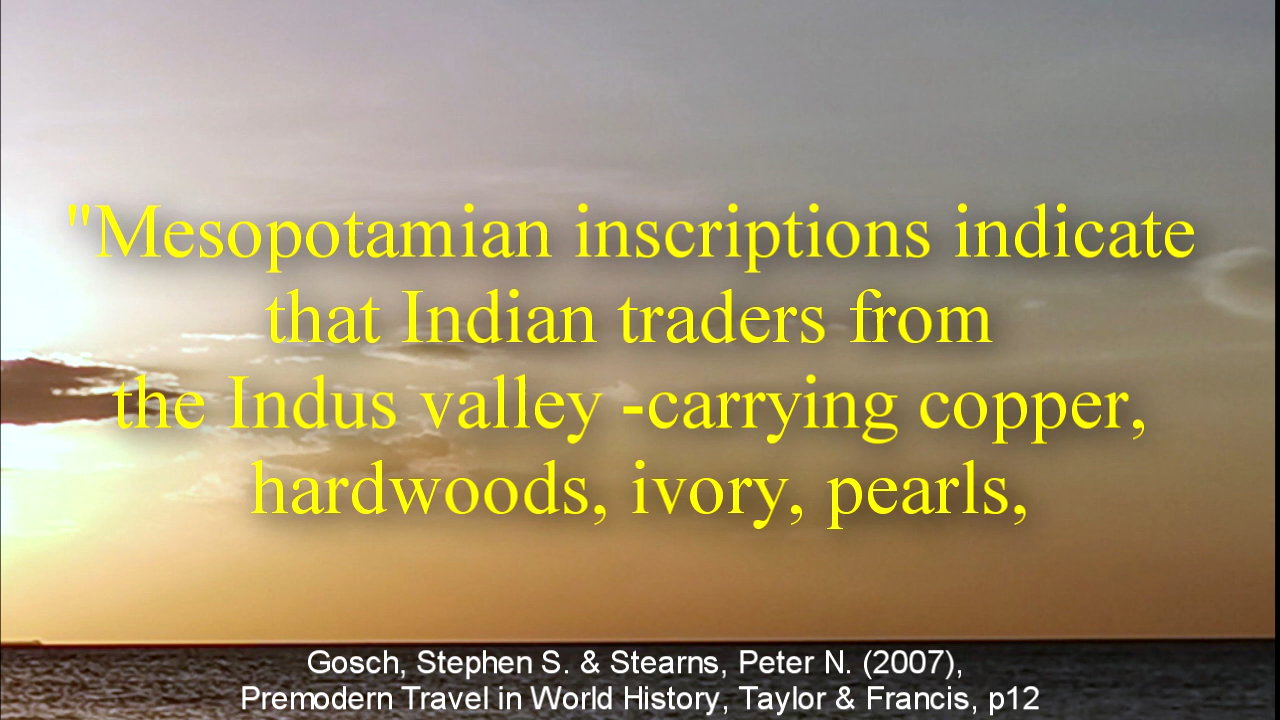 "Mesopotamian inscriptions indicate
that Indian traders from
the Indus valley -carrying copper,
hardwoods, ivory, pearls,
Gosch, Stephen S. & Stearns, Peter N. (2007),
Premodern Travel in World History, Taylor & Francis, p12